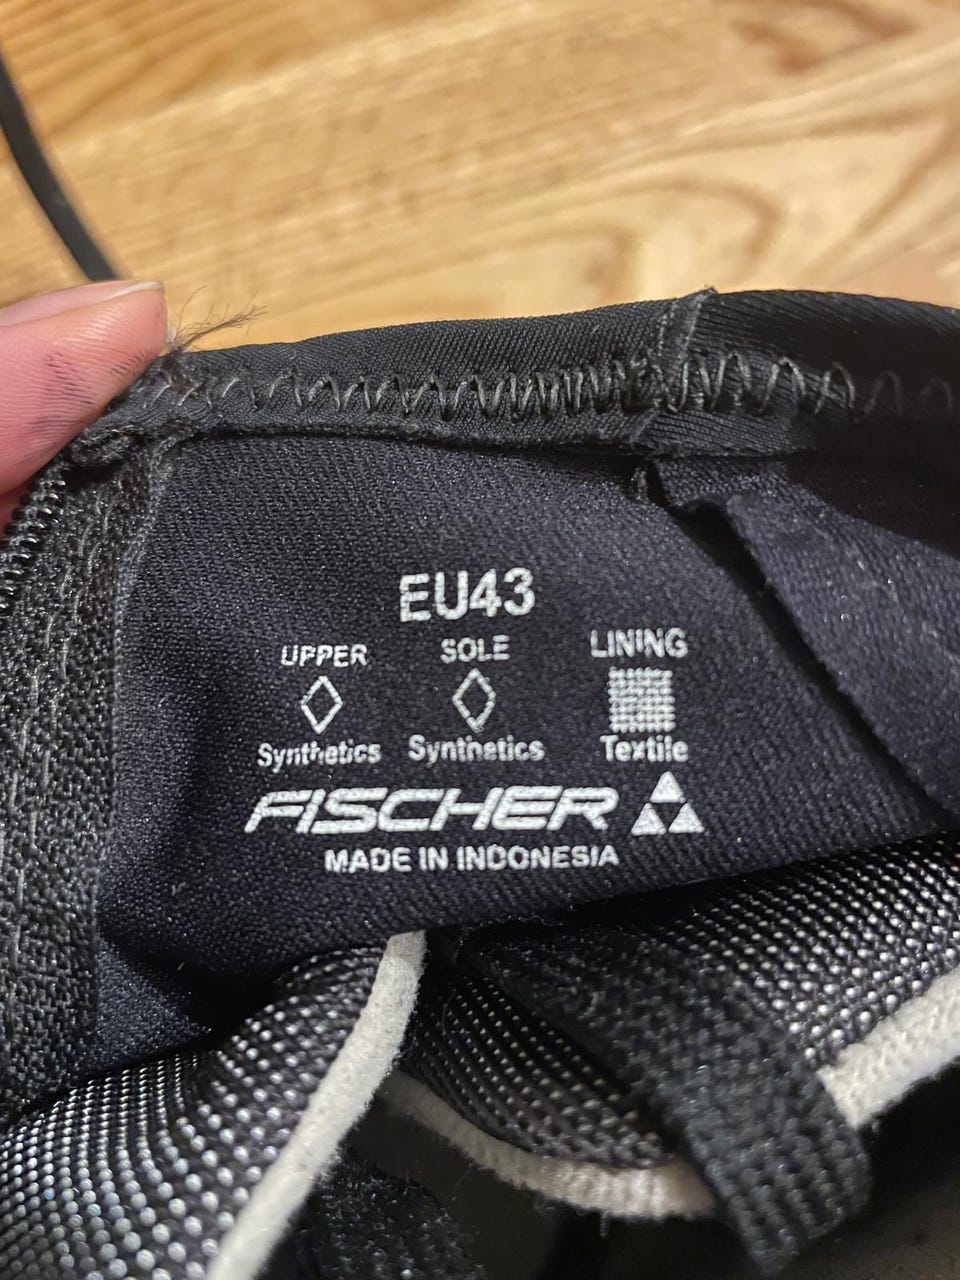 EU43
UPPER SOLE LINING
Synthetics Synthetics Textile
FISCHER
MADE IN INDONESIA